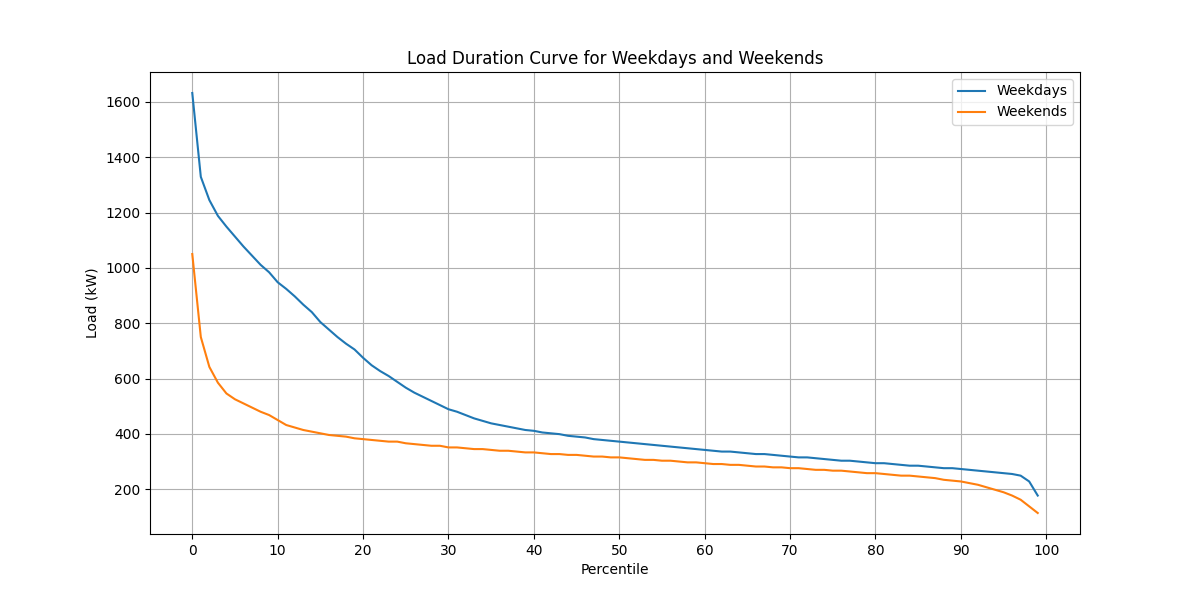 Load Duration Curve for Weekdays and Weekends
Weekdays
Weekends
1600
1400
1200
1000
800
600
400
200
Load (kW)
0 10 20 30 40 50 60 70 80 90 100
Percentile